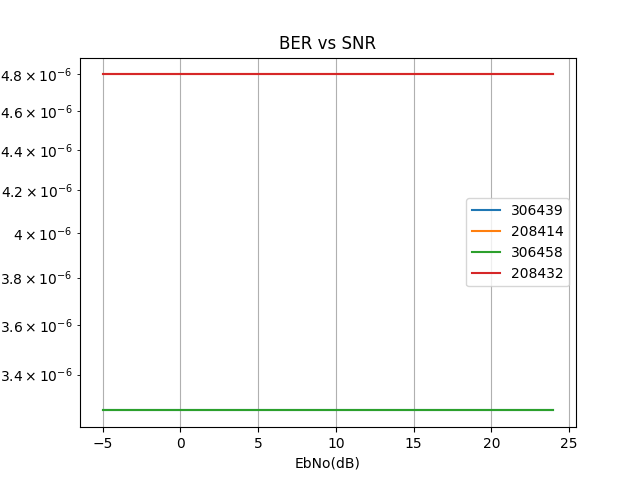 BER vs SNR
4.8 × 10⁻⁶
4.6 × 10⁻⁶
4.4 × 10⁻⁶
4.2 × 10⁻⁶
4 × 10⁻⁶
3.8 × 10⁻⁶
3.6 × 10⁻⁶
3.4 × 10⁻⁶
306439
208414
306458
208432
−5 0 5 10 15 20 25
EbNo(dB)